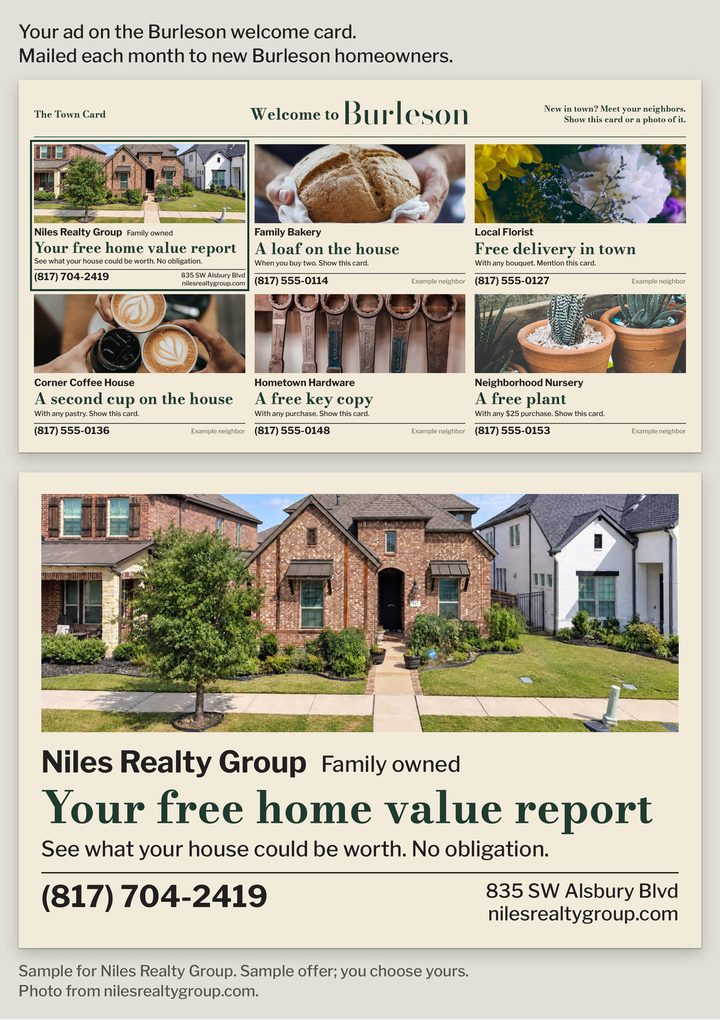 Your ad on the Burleson welcome card.
Mailed each month to new Burleson homeowners.
The Town Card
Welcome to Burleson
New in town? Meet your neighbors.
Show this card or a photo of it.
Niles Realty Group Family owned
Your free home value report
See what your house could be worth. No obligation.
(817) 704-2419
835 SW Alsbury Blvd
nilesrealtygroup.com
Family Bakery
A loaf on the house
When you buy two. Show this card.
(817) 555-0114
Example neighbor
Local Florist
Free delivery in town
With any bouquet. Mention this card.
(817) 555-0127
Example neighbor
Corner Coffee House
A second cup on the house
With any pastry. Show this card.
(817) 555-0136
Example neighbor
Hometown Hardware
A free key copy
With any purchase. Show this card.
(817) 555-0148
Example neighbor
Neighborhood Nursery
A free plant
With any $25 purchase. Show this card.
(817) 555-0153
Example neighbor
Niles Realty Group Family owned
Your free home value report
See what your house could be worth. No obligation.
(817) 704-2419
835 SW Alsbury Blvd
nilesrealtygroup.com
Sample for Niles Realty Group. Sample offer; you choose yours.
Photo from nilesrealtygroup.com.